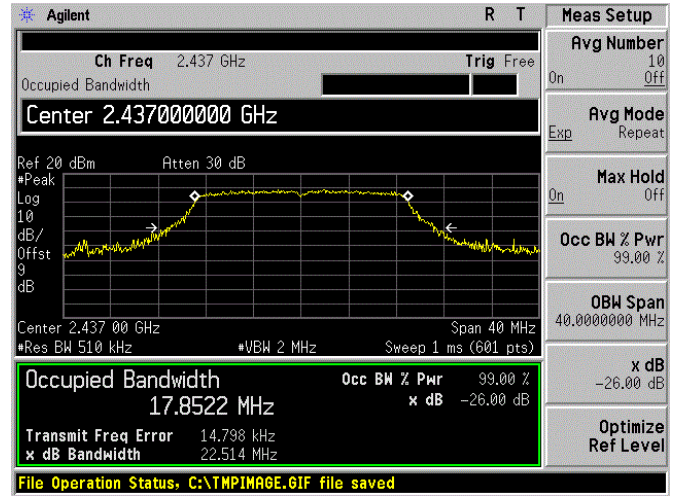 Agilent R T
Ch Freq 2.437 GHz Trig Free
Occupied Bandwidth
Center 2.437000000 GHz
Ref 20 dBm Atten 30 dB
#Peak
Log
10
dB/
Offst
9
dB
Center 2.437 00 GHz Span 40 MHz
#Res BW 510 kHz #VBW 2 MHz Sweep 1 ms (601 pts)
Occupied Bandwidth Occ BW % Pwr 99.00 %
17.8522 MHz x dB -26.00 dB
Transmit Freq Error 14.798 kHz
x dB Bandwidth 22.514 MHz
File Operation Status, C:\TMPIMAGE.GIF file saved
Meas Setup
Avg Number
10
On Off
Avg Mode
Exp Repeat
Max Hold
On Off
Occ BW % Pwr
99.00 %
OBW Span
40.0000000 MHz
x dB
-26.00 dB
Optimize
Ref Level